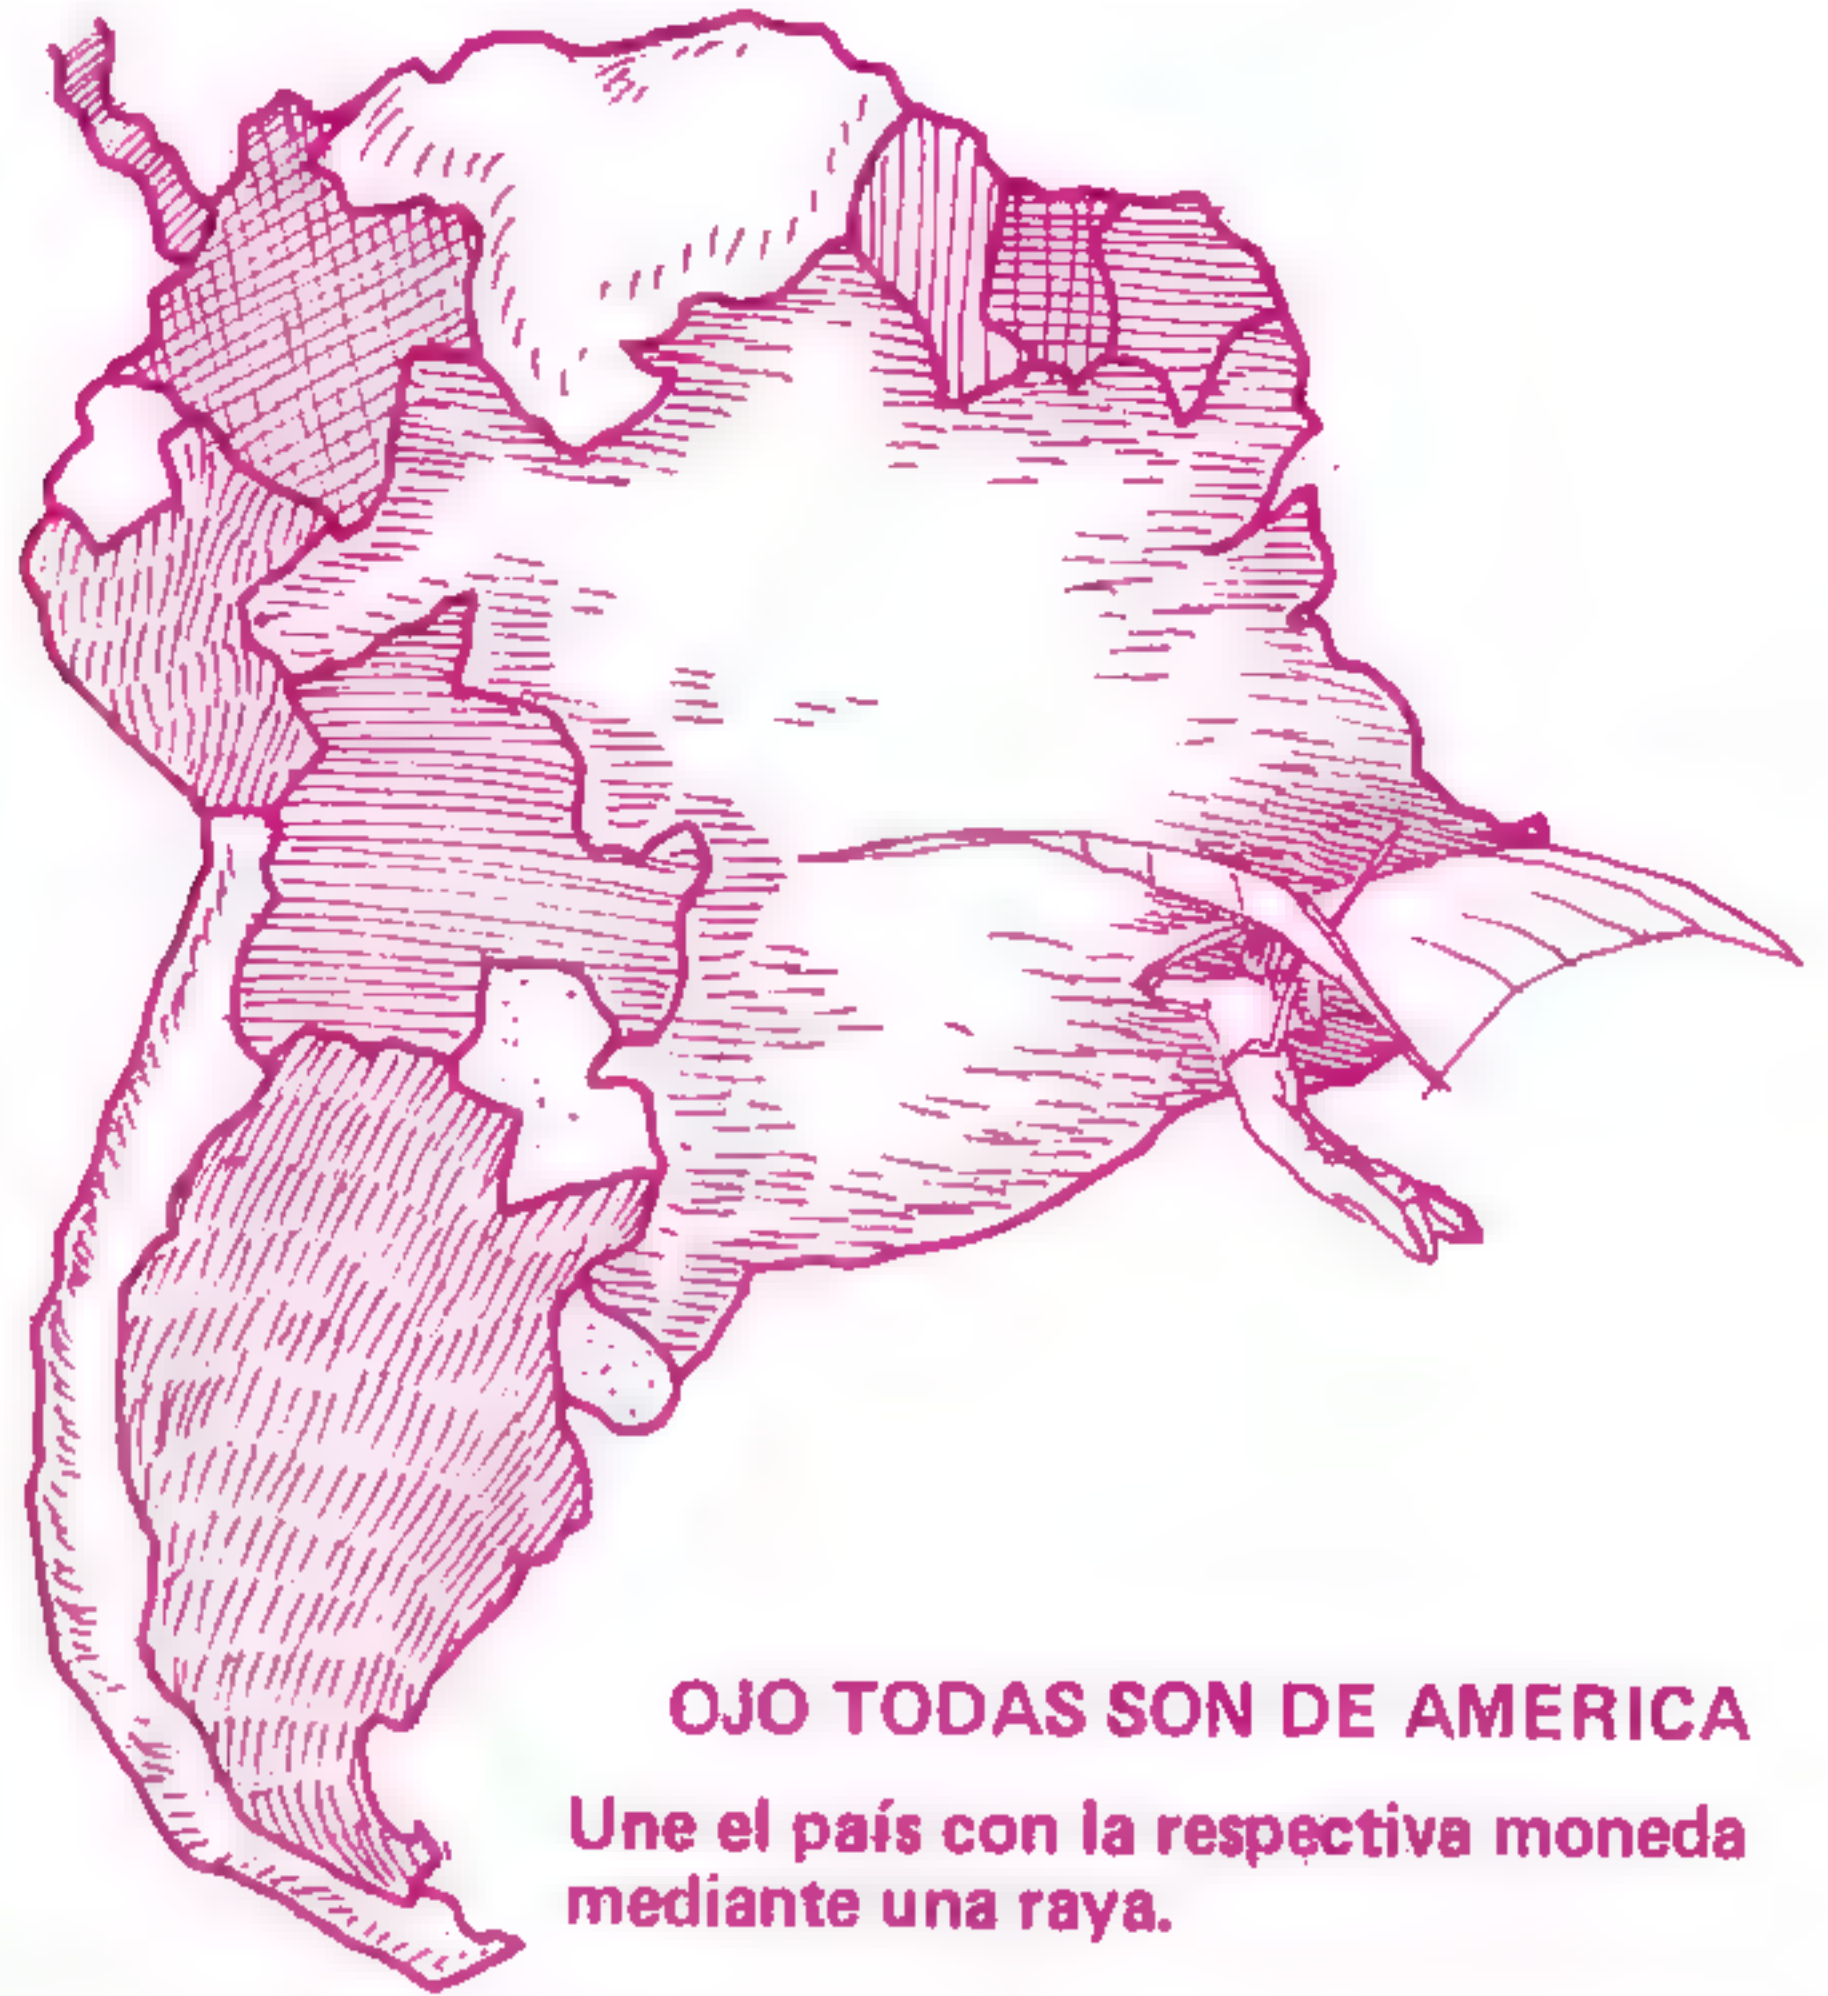 OJO TODAS SON DE AMERICA
Une el país con la respectiva moneda
mediante una raya.